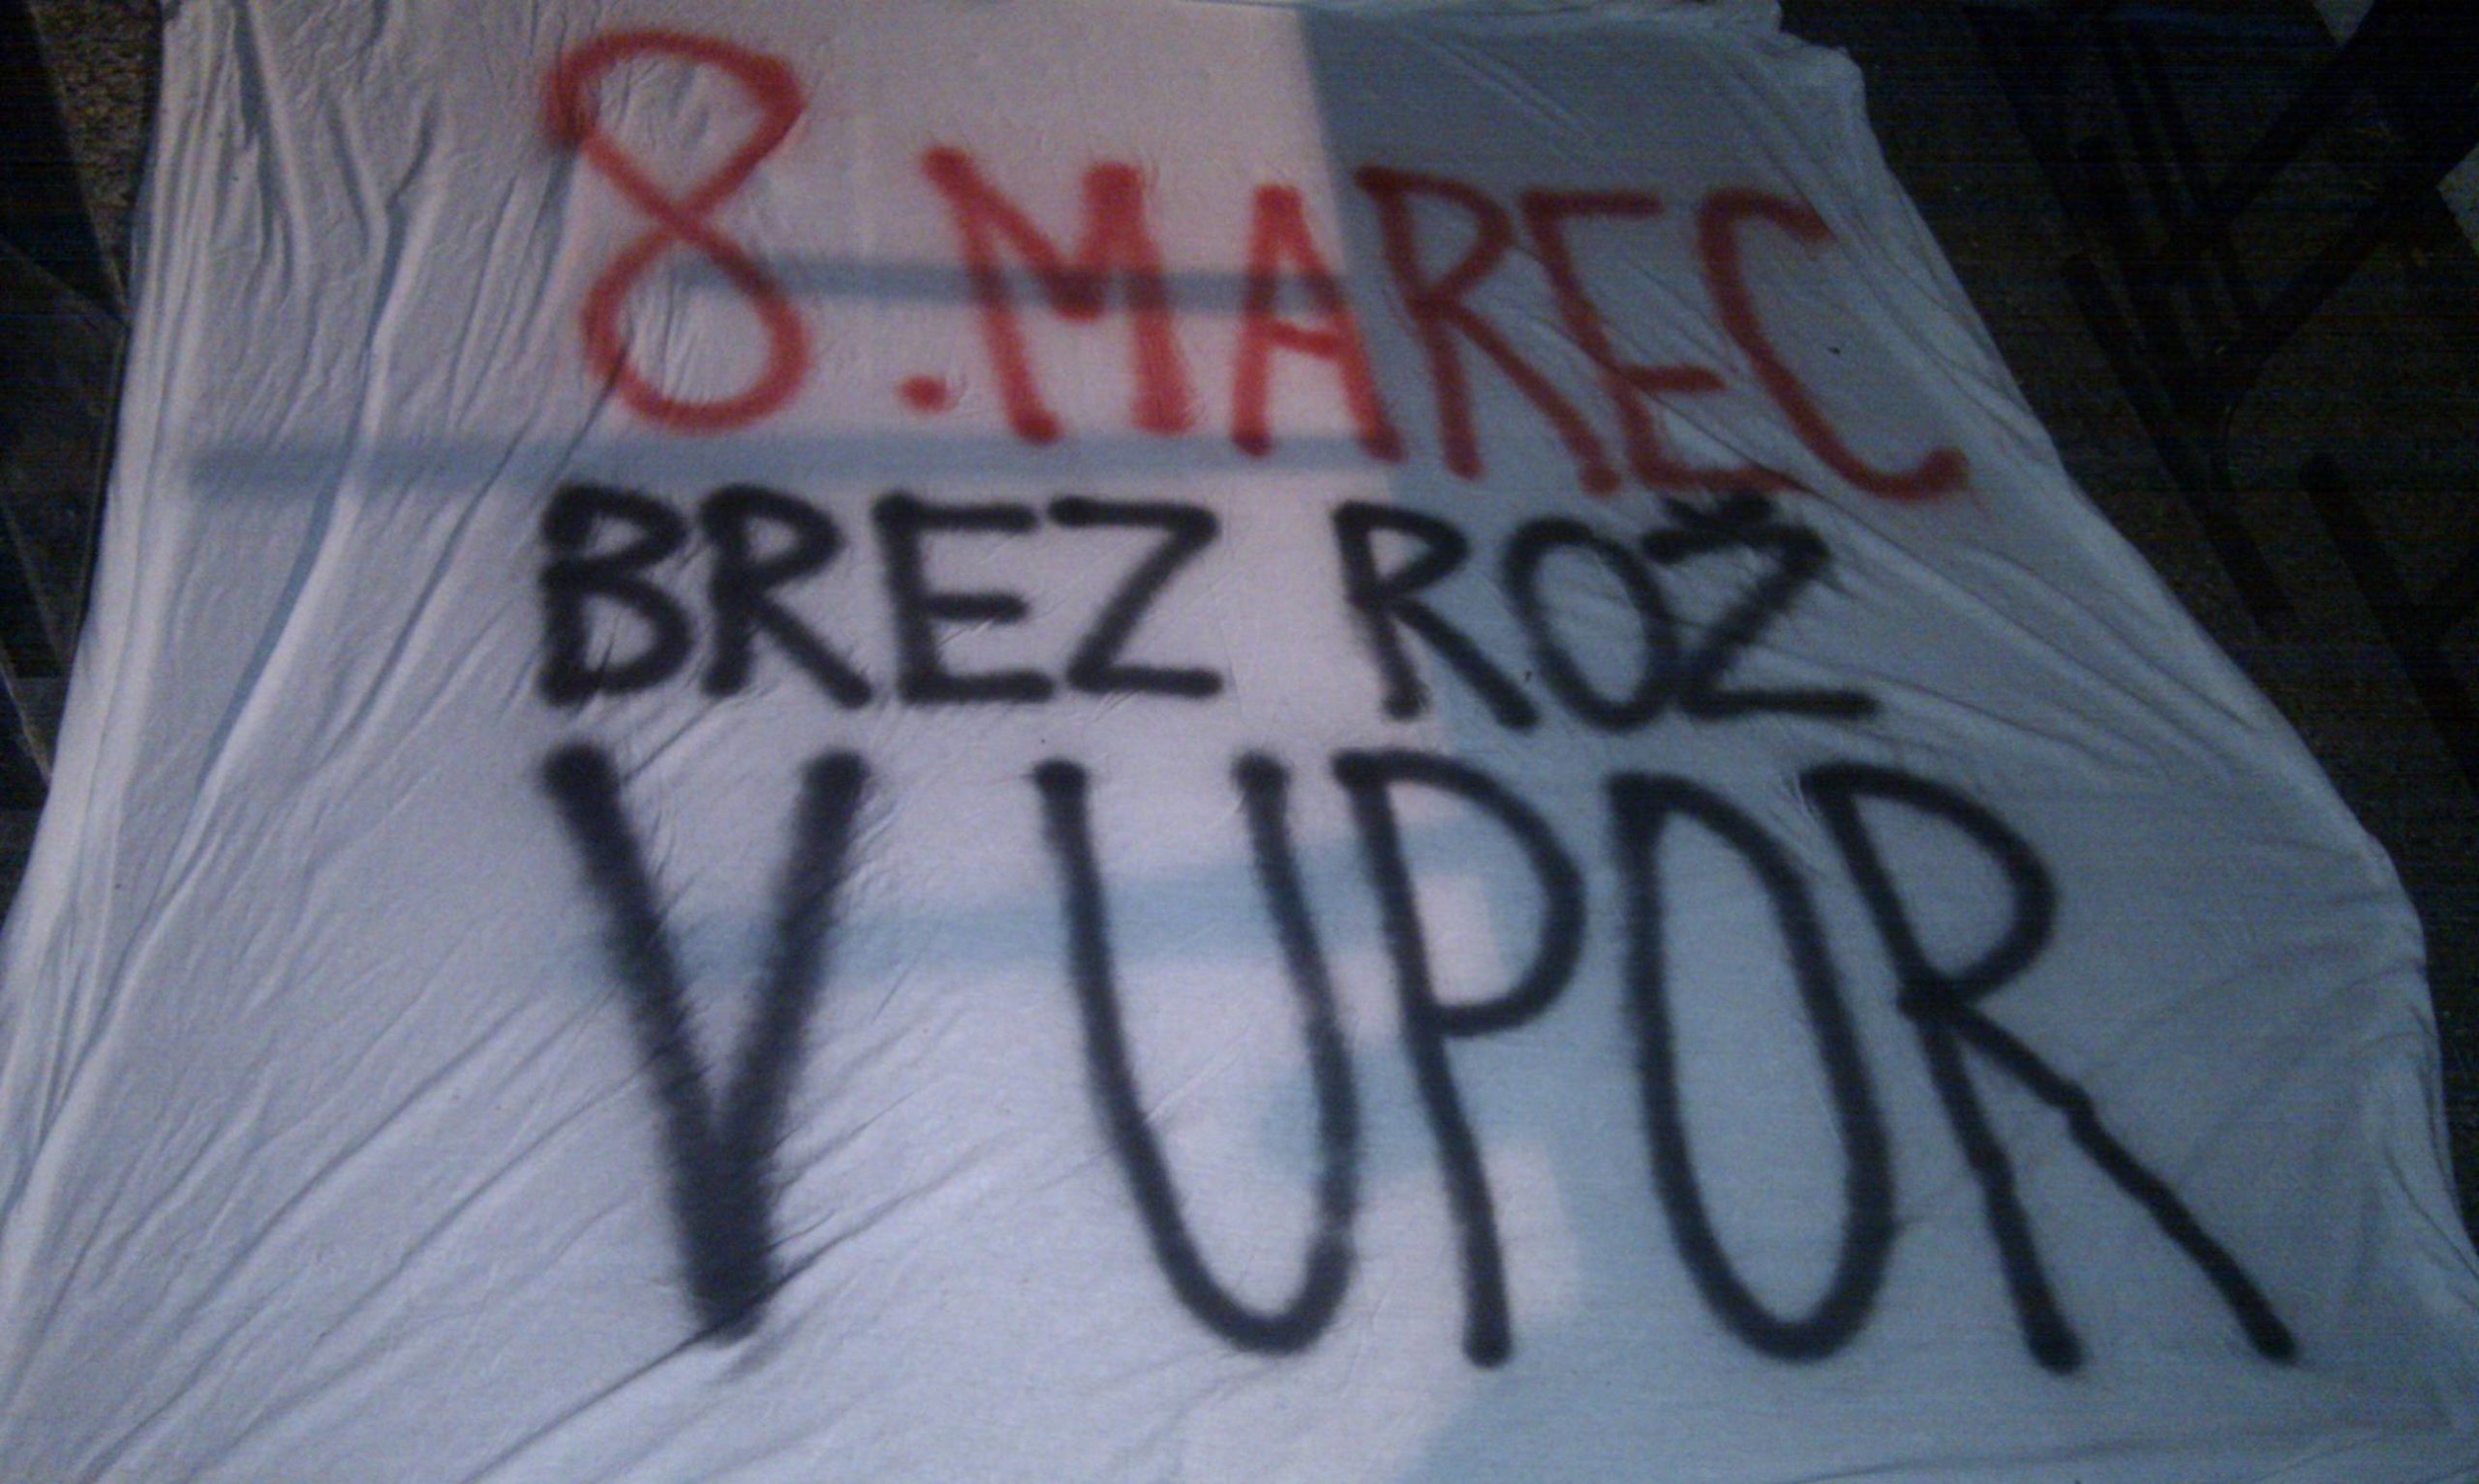 8. MAREC
BREZ ROŽ
V UPOR